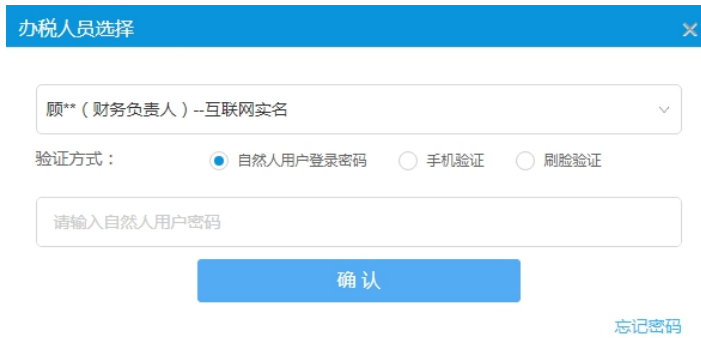 办税人员选择
顾**（财务负责人）--互联网实名
验证方式： 自然人用户登录密码 手机验证 刷脸验证
请输入自然人用户密码
确认
忘记密码